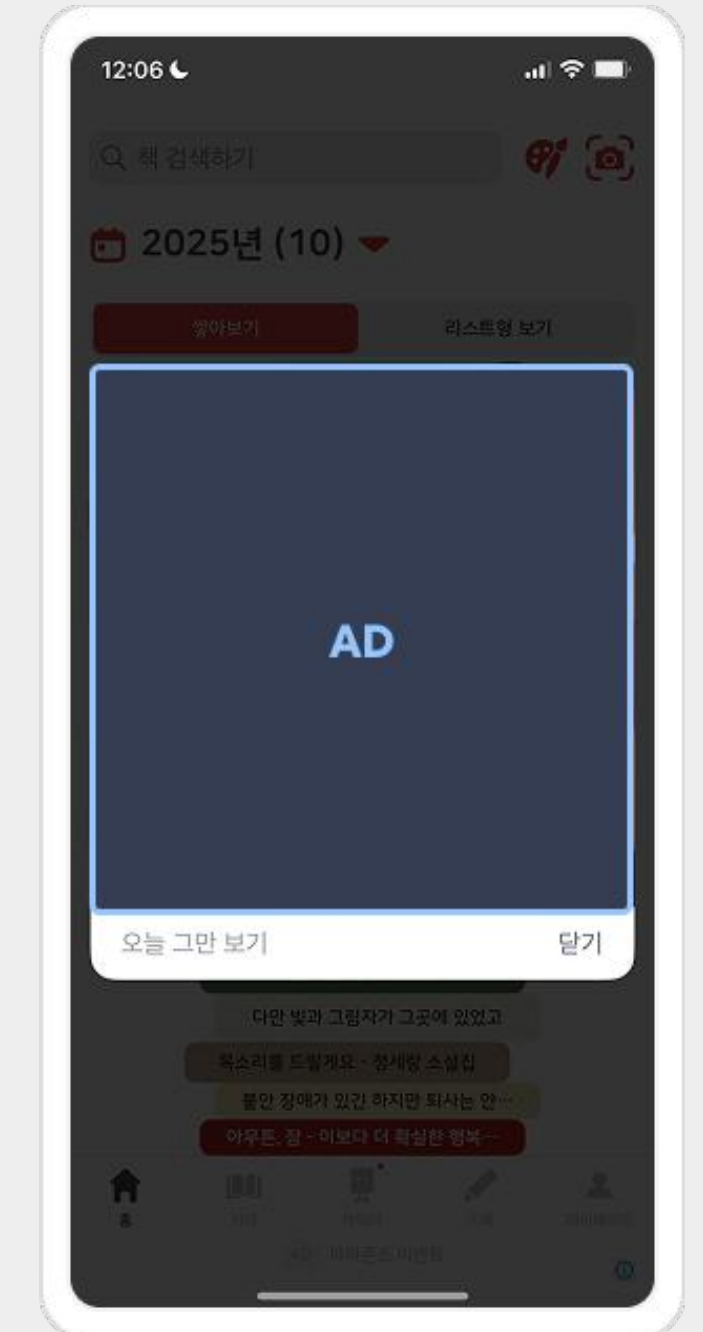 12:06
책 검색하기
2025년 (10)
쌓아보기
리스트형 보기
AD
오늘 그만 보기
닫기
다만 빛과 그림자가 그곳에 있었고
목소리를 드릴게요 - 정세랑 소설집
불안 장애가 있긴 하지만 퇴사는 안…
아무튼, 잠 - 이보다 더 확실한 행복…
홈